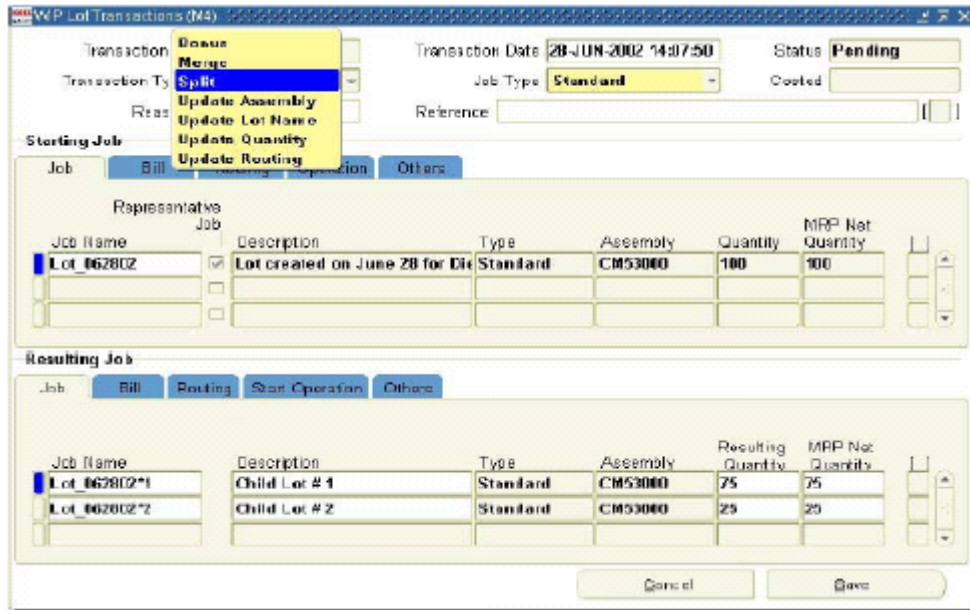 WIP Lot Transactions (M4)
Transaction
Transaction Date 28-JUN-2002 14:07:50
Status Pending
Transaction Ty
Job Type Standard
Costed
Reas
Reference
[ ]
Bonus
Merge
Split
Update Assembly
Update Lot Name
Update Quantity
Update Routing
Starting Job
Job Bill Routing Operation Others
Representative
Job
MRP Net
Job Name Description Type Assembly Quantity Quantity [ ]
Lot_062802 Lot created on June 28 for Die Standard CM53000 100 100
Resulting Job
Job Bill Routing Start Operation Others
Resulting MRP Net
Job Name Description Type Assembly Quantity Quantity [ ]
Lot_062802*1 Child Lot # 1 Standard CM53000 75 75
Lot_062802*2 Child Lot # 2 Standard CM53000 25 25
Cancel Save